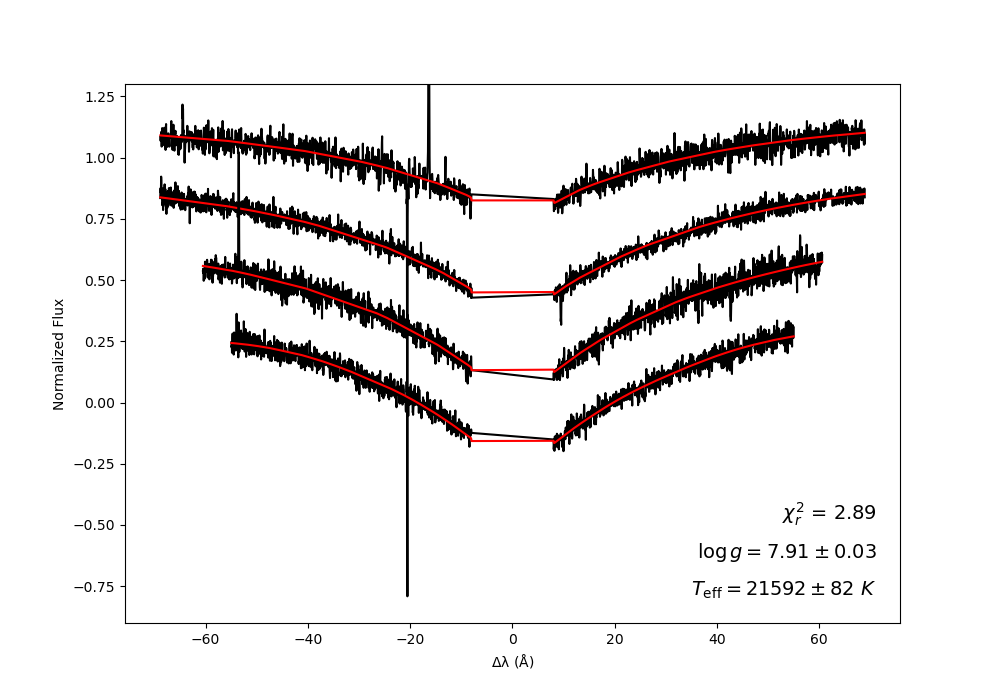 1.25
1.00
0.75
0.50
0.25
0.00
−0.25
−0.50
−0.75
Normalized Flux
χ²ᵣ = 2.89
log g = 7.91 ± 0.03
T_eff = 21592 ± 82 K
−60 −40 −20 0 20 40 60
Δλ (Å)